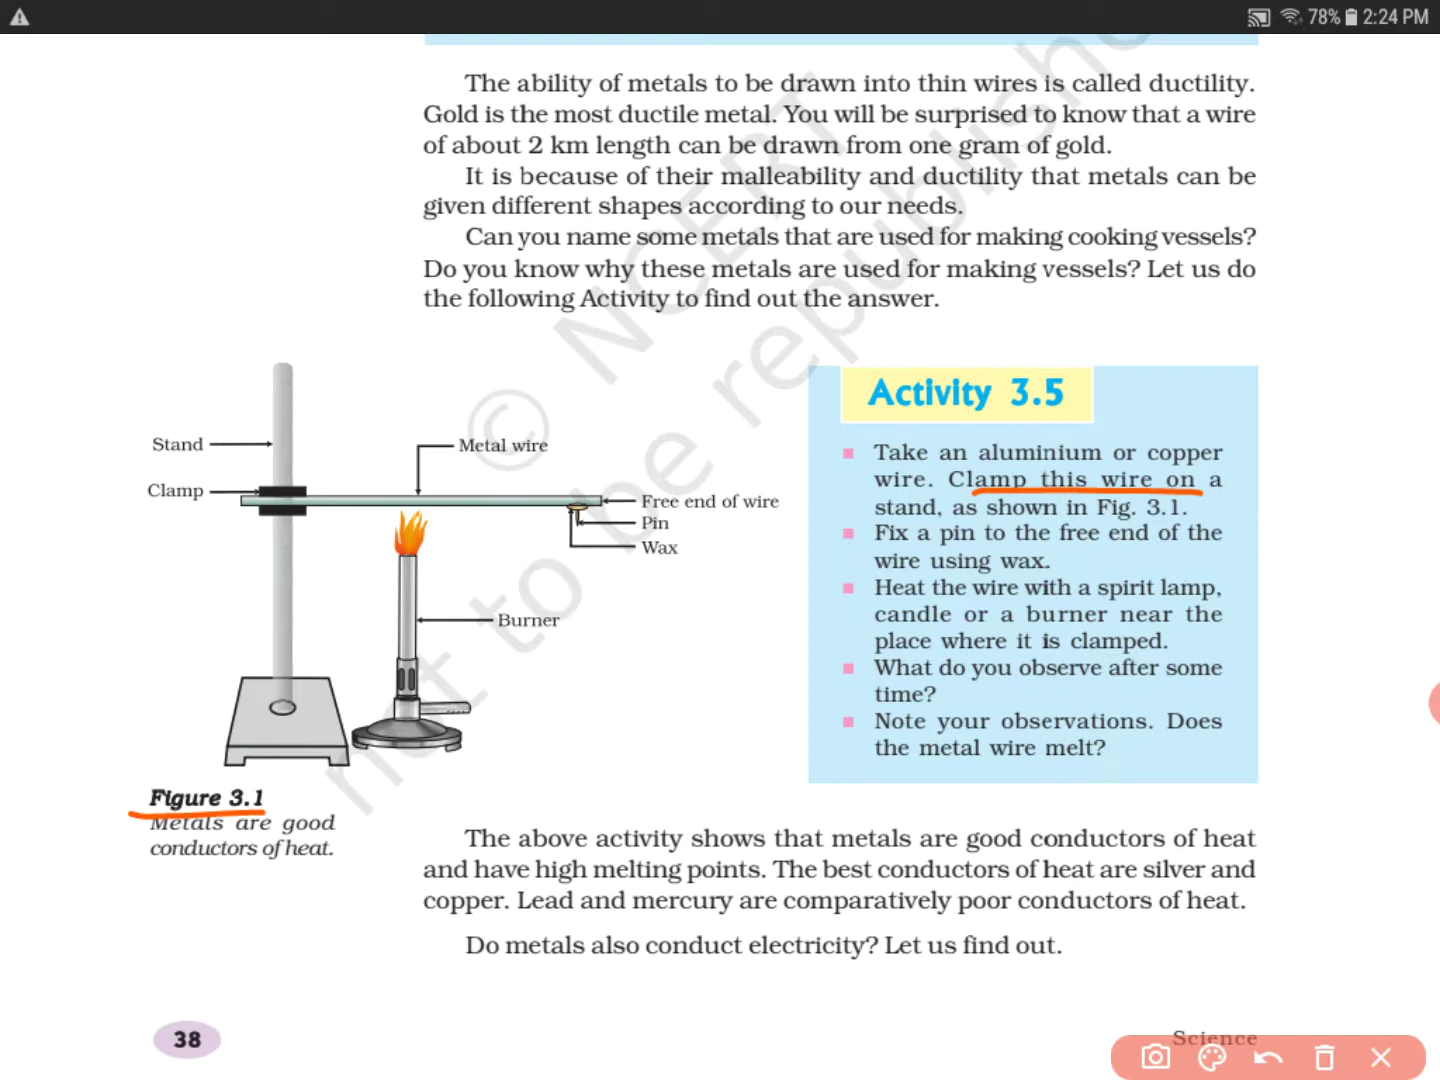 78% 2:24 PM
The ability of metals to be drawn into thin wires is called ductility.
Gold is the most ductile metal. You will be surprised to know that a wire
of about 2 km length can be drawn from one gram of gold.
It is because of their malleability and ductility that metals can be
given different shapes according to our needs.
Can you name some metals that are used for making cooking vessels?
Do you know why these metals are used for making vessels? Let us do
the following Activity to find out the answer.
© NCERT
not to be republished
Stand
Clamp
Metal wire
Free end of wire
Pin
Wax
Burner
Figure 3.1
Metals are good
conductors of heat.
Activity 3.5
Take an aluminium or copper
wire. Clamp this wire on a
stand, as shown in Fig. 3.1.
Fix a pin to the free end of the
wire using wax.
Heat the wire with a spirit lamp,
candle or a burner near the
place where it is clamped.
What do you observe after some
time?
Note your observations. Does
the metal wire melt?
The above activity shows that metals are good conductors of heat
and have high melting points. The best conductors of heat are silver and
copper. Lead and mercury are comparatively poor conductors of heat.
Do metals also conduct electricity? Let us find out.
38
Science